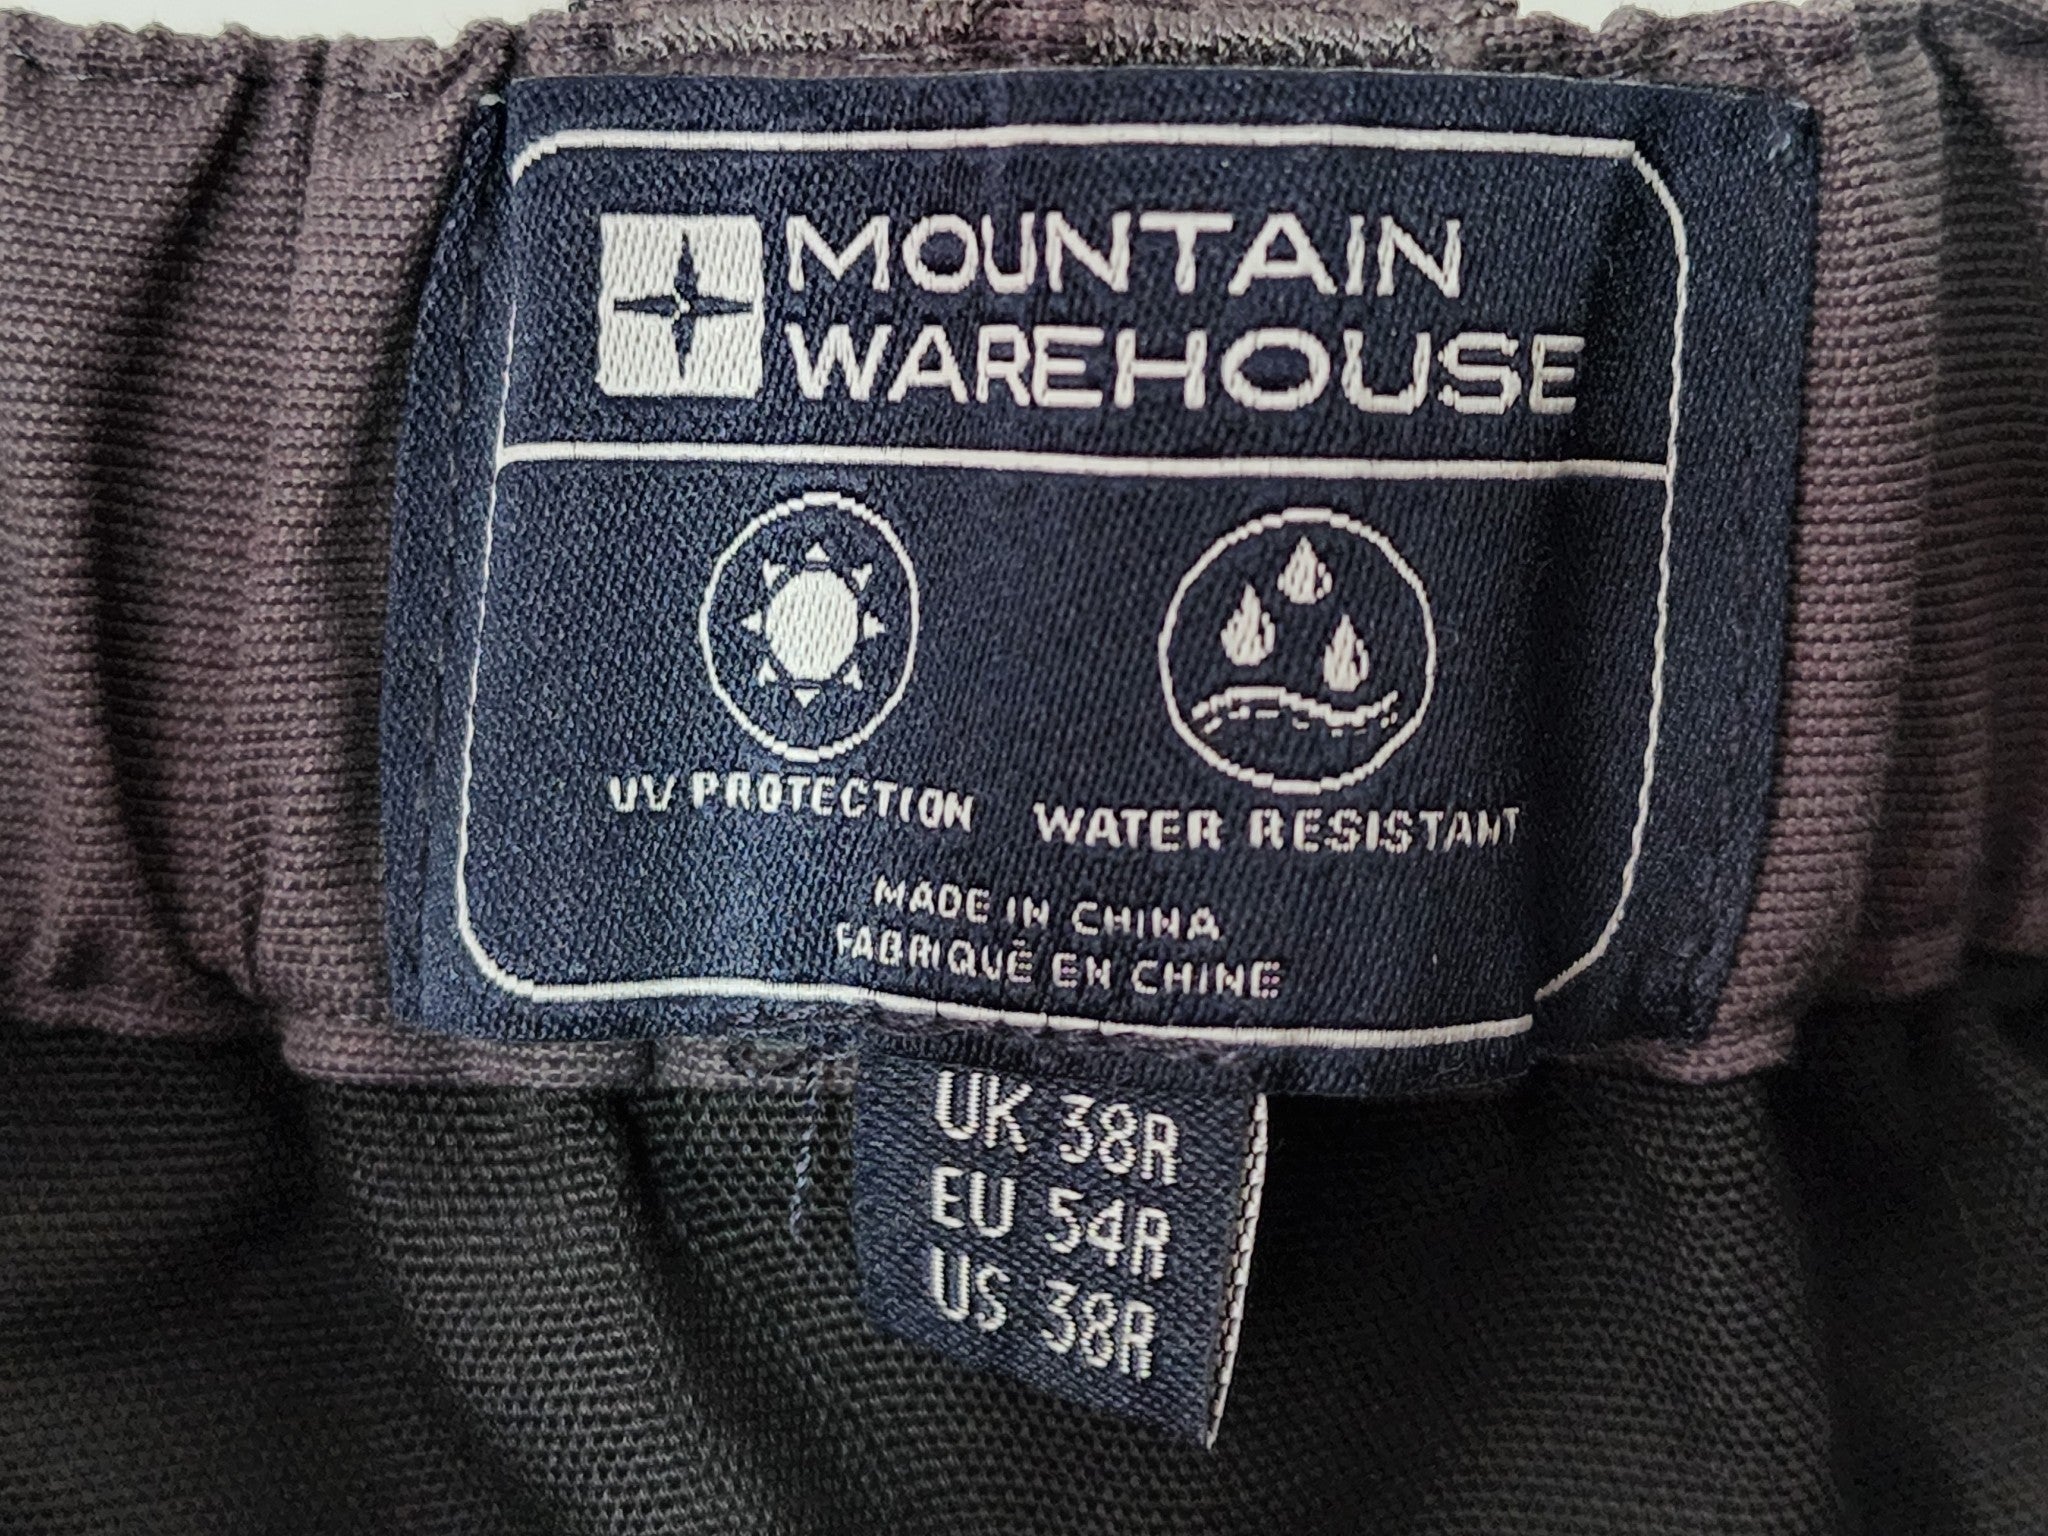 MOUNTAIN
WAREHOUSE
UV PROTECTION
WATER RESISTANT
MADE IN CHINA
FABRIQUÉ EN CHINE
UK 38R
EU 54R
US 38R